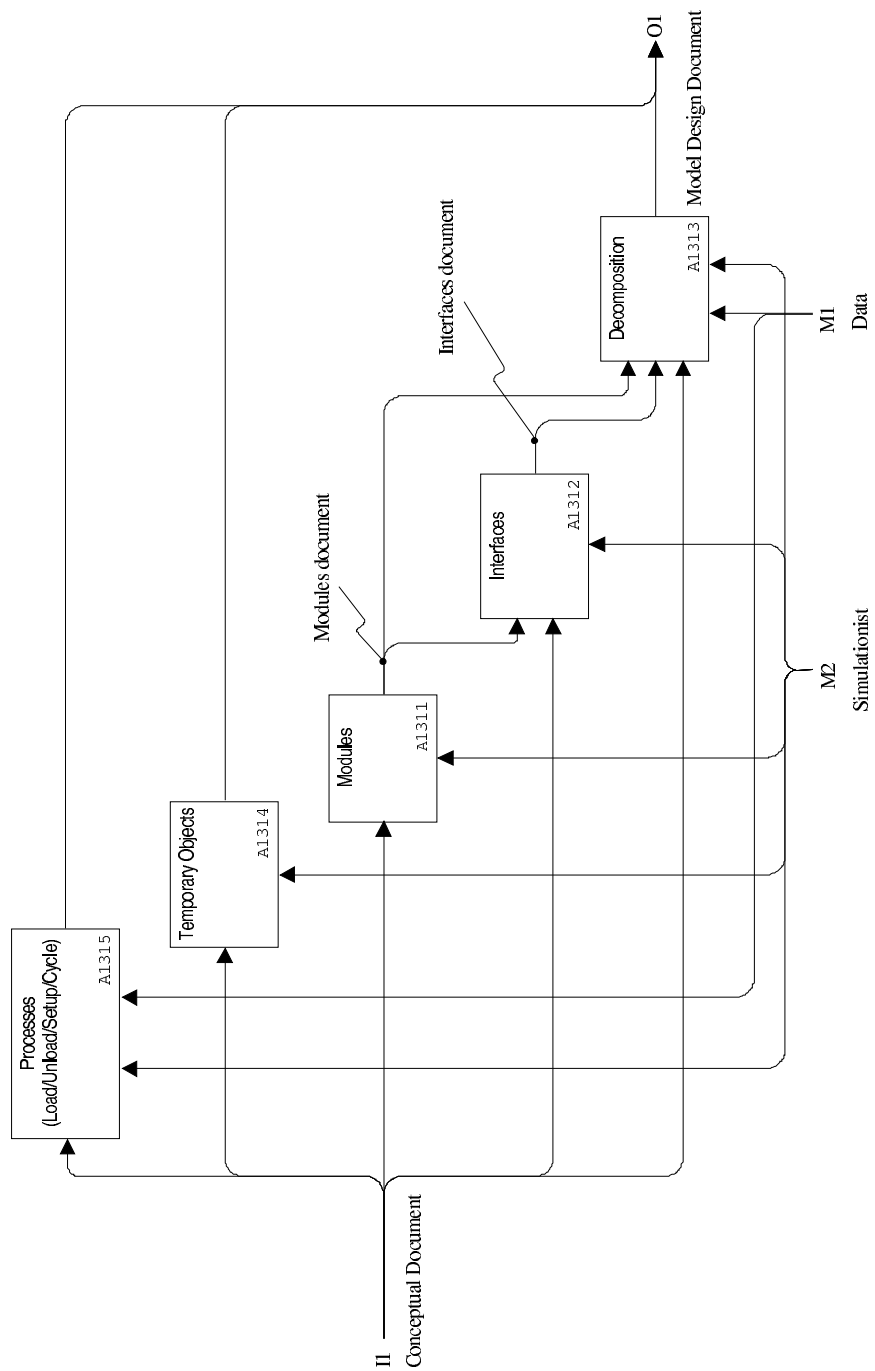 Processes
(Load/Unload/Setup/Cycle)
A1315
Temporary Objects
A1314
Modules
A1311
Modules document
Interfaces
A1312
Interfaces document
Decomposition
A1313
O1
Model Design Document
I1
Conceptual Document
M2
Simulationist
M1
Data